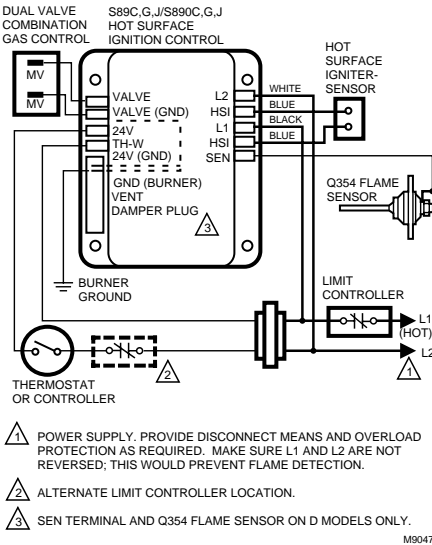 DUAL VALVE
COMBINATION
GAS CONTROL
S89C,G,J/S890C,G,J
HOT SURFACE
IGNITION CONTROL
HOT
SURFACE
IGNITER-
SENSOR
MV
MV
VALVE
VALVE (GND)
24V
TH-W
24V (GND)
GND (BURNER)
VENT
DAMPER PLUG
3
L2
HSI
L1
HSI
SEN
WHITE
BLUE
BLACK
BLUE
Q354 FLAME
SENSOR
BURNER
GROUND
LIMIT
CONTROLLER
L1
(HOT)
L2
1
2
THERMOSTAT
OR CONTROLLER
1 POWER SUPPLY. PROVIDE DISCONNECT MEANS AND OVERLOAD
PROTECTION AS REQUIRED. MAKE SURE L1 AND L2 ARE NOT
REVERSED; THIS WOULD PREVENT FLAME DETECTION.
2 ALTERNATE LIMIT CONTROLLER LOCATION.
3 SEN TERMINAL AND Q354 FLAME SENSOR ON D MODELS ONLY.
M9047